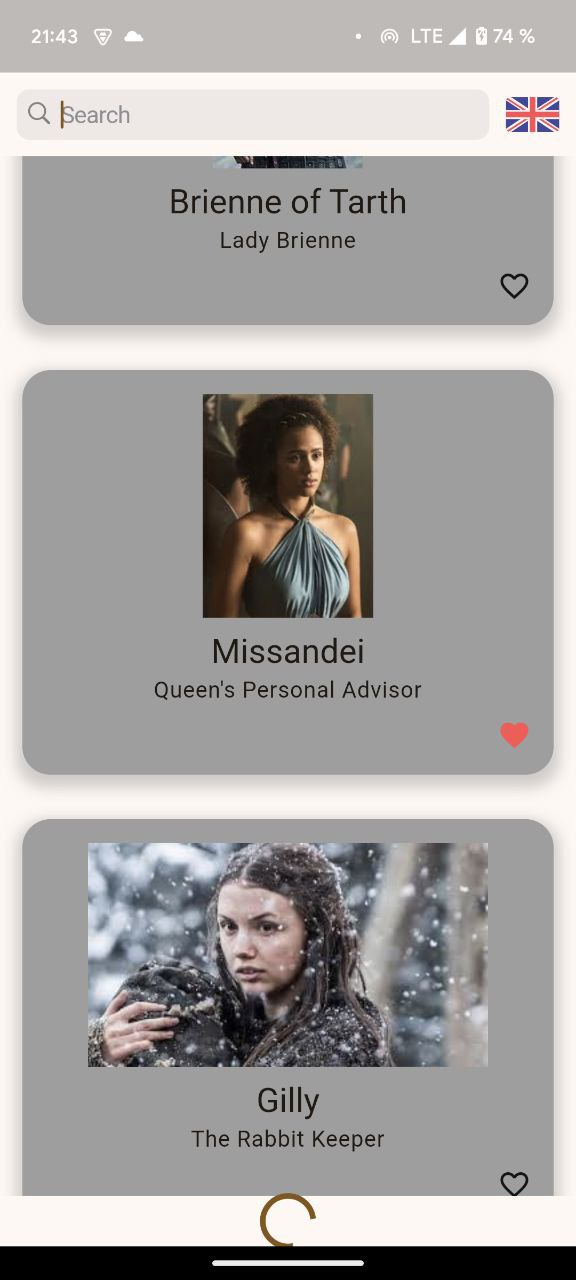 21:43
LTE 74 %
Search
Brienne of Tarth
Lady Brienne
Missandei
Queen's Personal Advisor
Gilly
The Rabbit Keeper